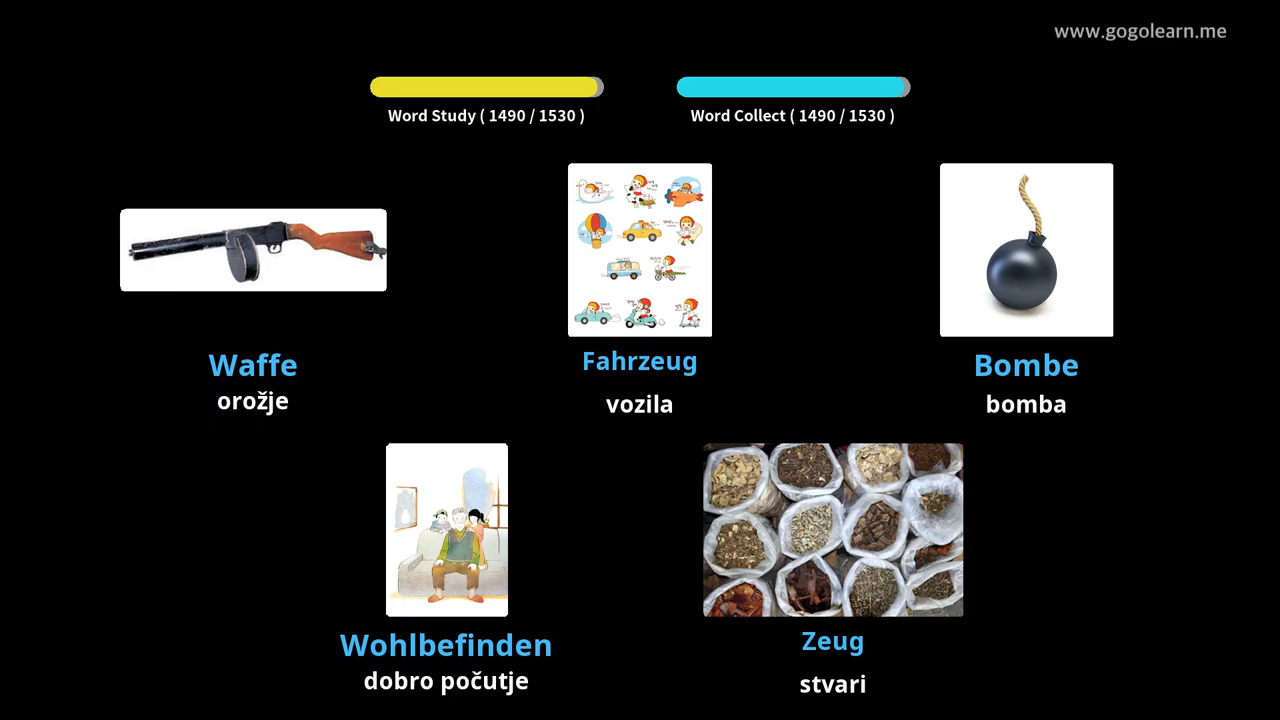 www.gogolearn.me
Word Study ( 1490 / 1530 )
Word Collect ( 1490 / 1530 )
Waffe
orožje
Fahrzeug
vozila
Bombe
bomba
Wohlbefinden
dobro počutje
Zeug
stvari